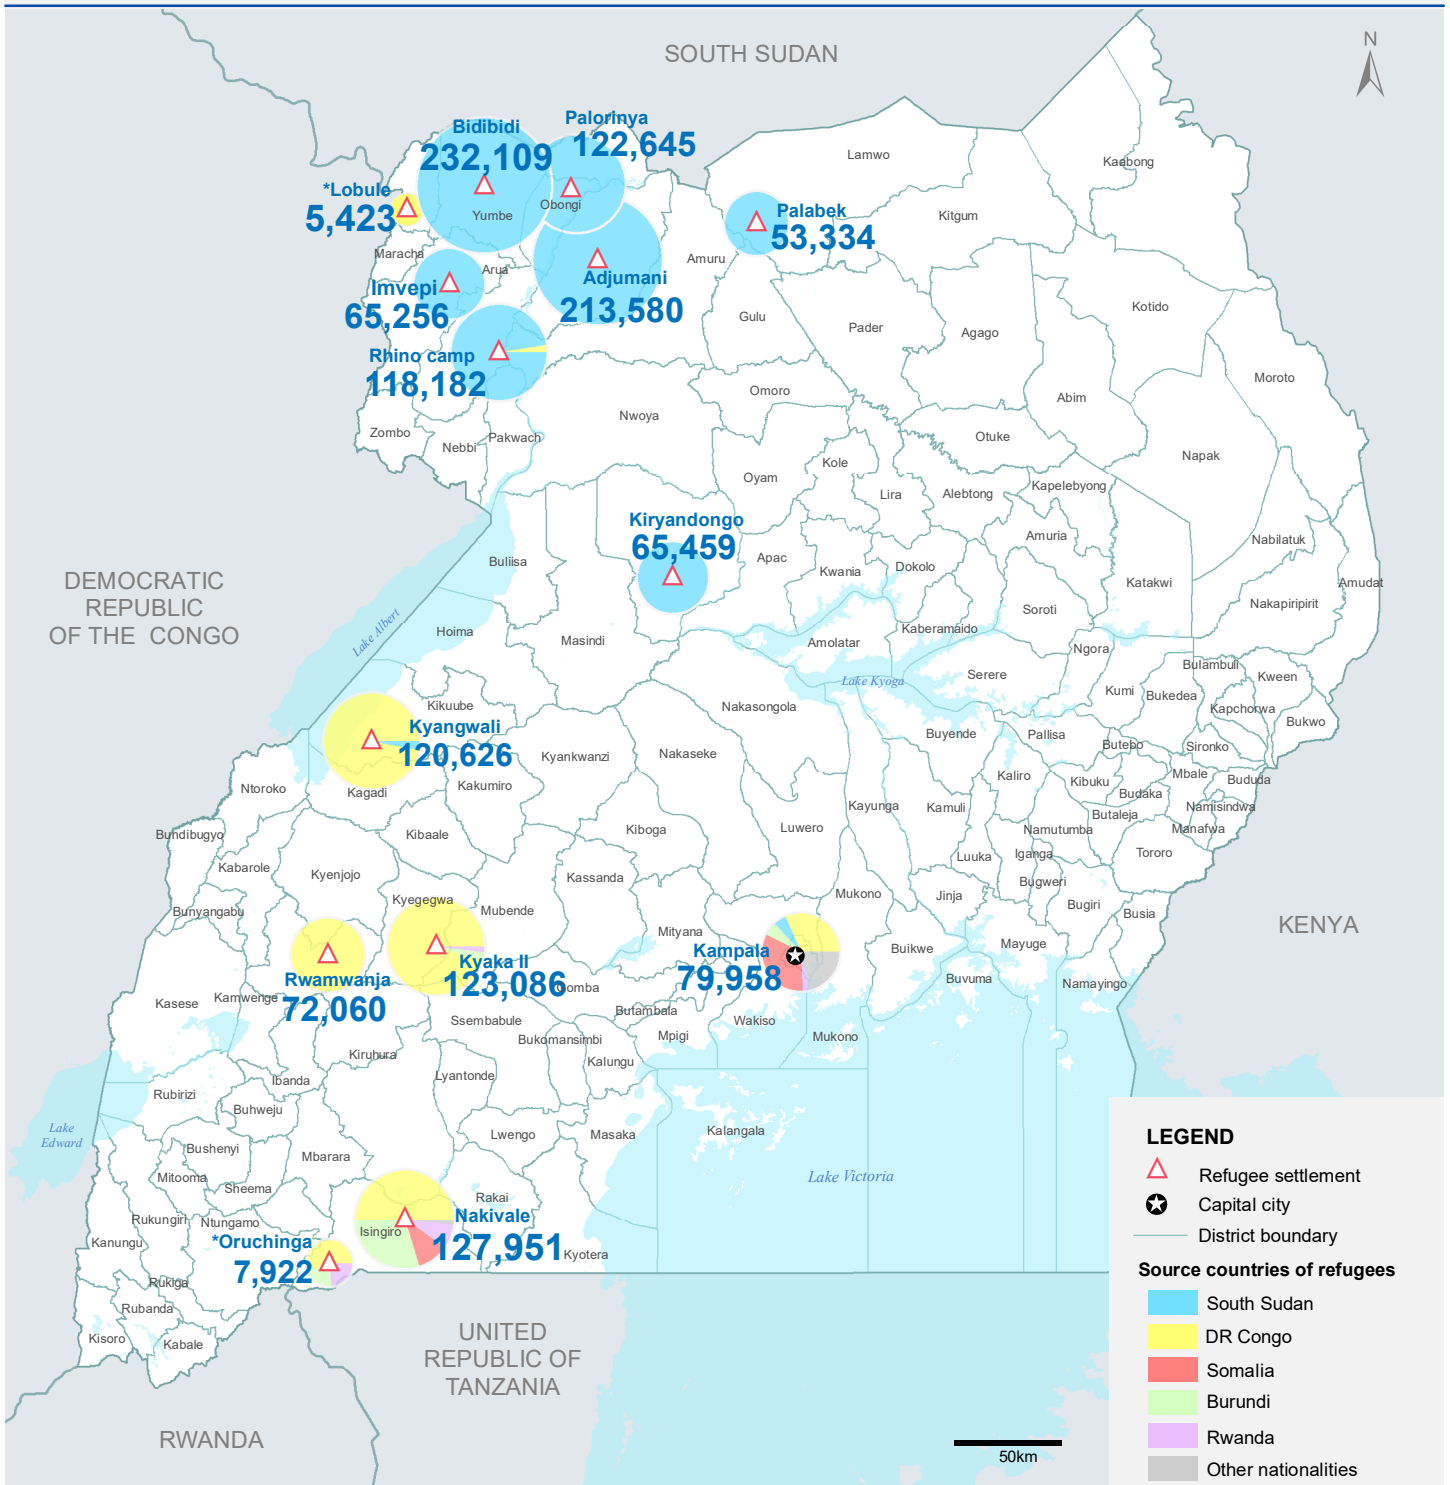 SOUTH SUDAN
N
Bidibidi
232,109
Palorinya
122,645
Lamwo
Kaabong
*Lobule
5,423
Yumbe
Obongi
Palabek
53,334
Kitgum
Maracha
Arua
Amuru
Imvepi
65,256
Adjumani
213,580
Gulu
Pader
Agago
Kotido
Rhino camp
118,182
Moroto
Omoro
Abim
Nwoya
Zombo
Nebbi
Pakwach
Otuke
Napak
Oyam
Kole
Lira
Alebtong
Kapelebyong
Kiryandongo
65,459
Amuria
Nabilatuk
Buliisa
Apac
Kwania
Dokolo
Katakwi
Amudat
DEMOCRATIC
REPUBLIC
OF THE CONGO
Lake Albert
Hoima
Masindi
Soroti
Nakapiripirit
Kaberamaido
Amolatar
Ngora
Lake Kyoga
Serere
Bulambuli
Kween
Kumi
Bukedea
Kapchorwa
Bukwo
Kikuube
Nakasongola
Kyangwali
120,626
Buyende
Pallisa
Butebo
Sironko
Kyankwanzi
Nakaseke
Kaliro
Kibuku
Mbale
Bududa
Ntoroko
Kagadi
Kakumiro
Budaka
Kayunga
Kamuli
Butaleja
Namisindwa
Bundibugyo
Kibaale
Kiboga
Luwero
Namutumba
Manafwa
Kabarole
Kyenjojo
Kassanda
Luuka
Iganga
Tororo
Bugweri
Kyegegwa
Mubende
Mukono
Jinja
Bugiri
Busia
Bunyangabu
Mityana
KENYA
Kampala
79,958
Buikwe
Mayuge
Kyaka II
123,086
Rwamwanja
72,060
Gomba
Buvuma
Namayingo
Kasese
Kamwenge
Butambala
Ssembabule
Wakiso
Bukomansimbi
Mpigi
Mukono
Kiruhura
Kalungu
Lyantonde
Ibanda
Rubirizi
Buhweju
Lake
Edward
Lwengo
Masaka
Kalangala
Bushenyi
Mbarara
Mitooma
Sheema
Lake Victoria
Rakai
Rukungiri
Ntungamo
Nakivale
127,951
Isingiro
Kanungu
*Oruchinga
7,922
Kyotera
Rukiga
Rubanda
Kisoro
Kabale
UNITED
REPUBLIC OF
TANZANIA
RWANDA
50km
LEGEND
Refugee settlement
Capital city
District boundary
Source countries of refugees
South Sudan
DR Congo
Somalia
Burundi
Rwanda
Other nationalities